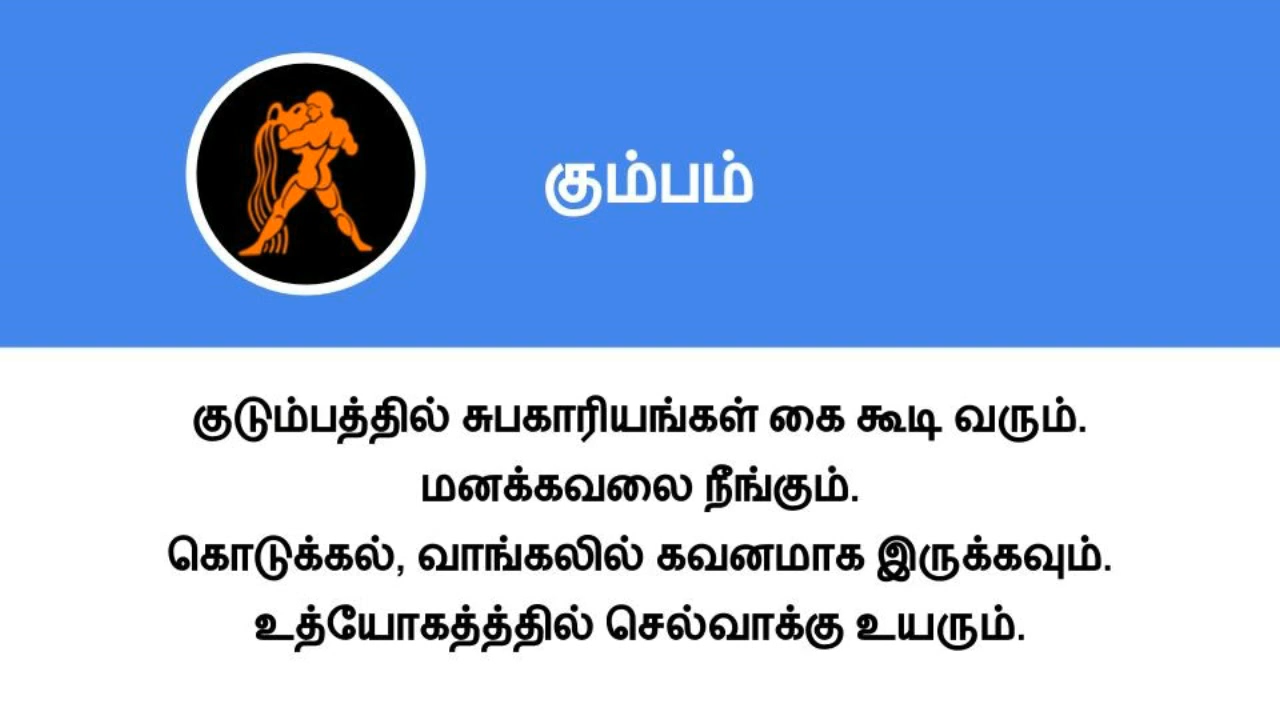 கும்பம்
குடும்பத்தில் சுபகாரியங்கள் கை கூடி வரும்.
மனக்கவலை நீங்கும்.
கொடுக்கல், வாங்கலில் கவனமாக இருக்கவும்.
உத்யோகத்த்தில் செல்வாக்கு உயரும்.